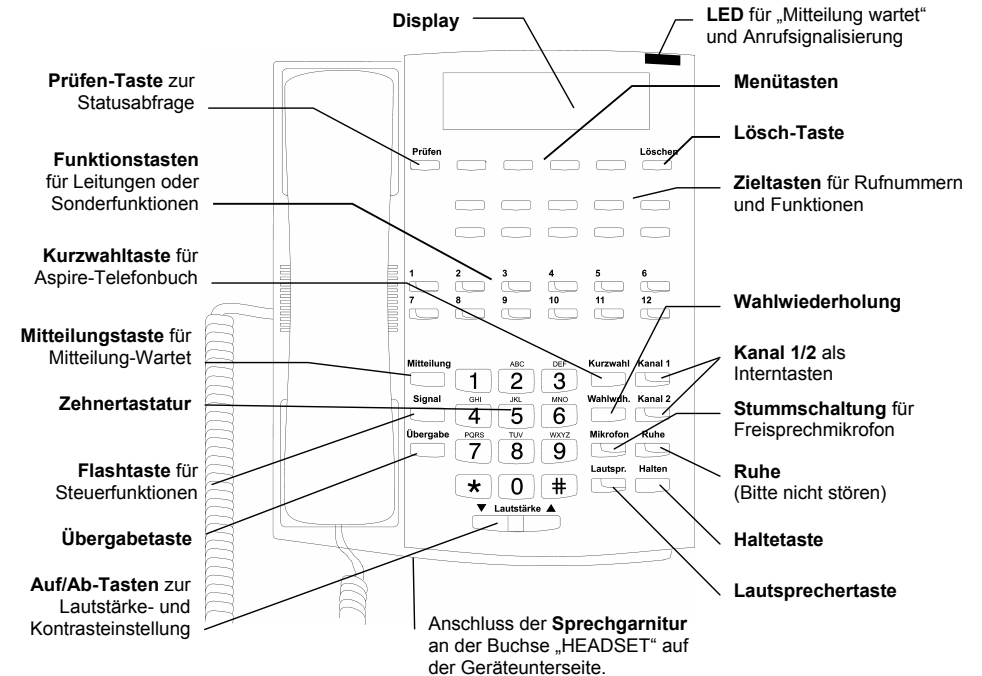 Display
LED für „Mitteilung wartet“
und Anrufsignalisierung
Prüfen-Taste zur
Statusabfrage
Menütasten
Lösch-Taste
Funktionstasten
für Leitungen oder
Sonderfunktionen
Zieltasten für Rufnummern
und Funktionen
Kurzwahltaste für
Aspire-Telefonbuch
Wahlwiederholung
Mitteilungstaste für
Mitteilung-Wartet
Kanal 1/2 als
Interntasten
Zehnertastatur
Stummschaltung für
Freisprechmikrofon
Flashtaste für
Steuerfunktionen
Ruhe
(Bitte nicht stören)
Übergabetaste
Haltetaste
Auf/Ab-Tasten zur
Lautstärke- und
Kontrasteinstellung
Lautsprechertaste
Anschluss der Sprechgarnitur
an der Buchse „HEADSET“ auf
der Geräteunterseite.
Prüfen Löschen
1 2 3 4 5 6
7 8 9 10 11 12
Mitteilung ABC DEF Kurzwahl Kanal 1
1 2 3
Signal GHI JKL MNO Wahlwdh. Kanal 2
4 5 6
Übergabe PQRS TUV WXYZ Mikrofon Ruhe
7 8 9
Lautspr. Halten
* 0 #
▼ Lautstärke ▲